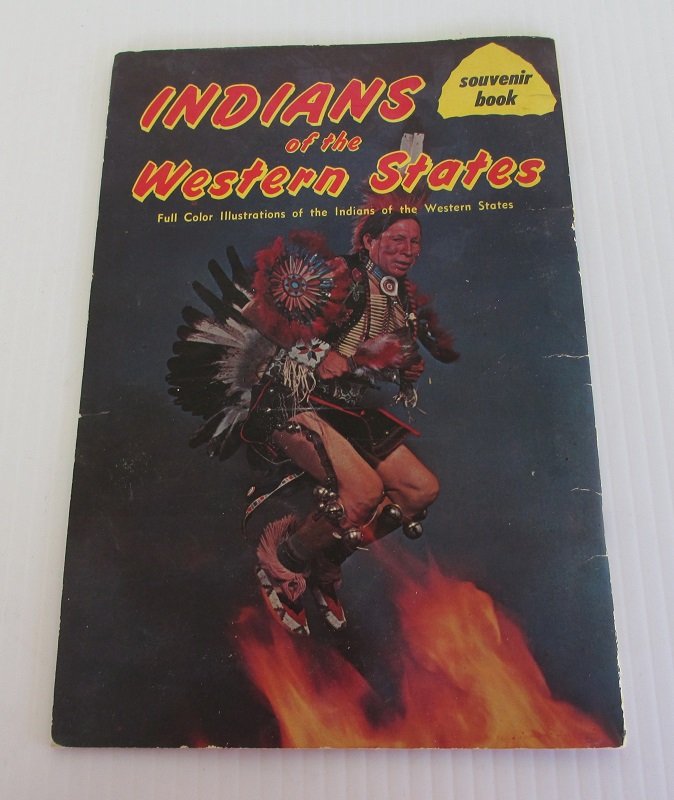 souvenir
book
INDIANS
of the
Western States
Full Color Illustrations of the Indians of the Western States